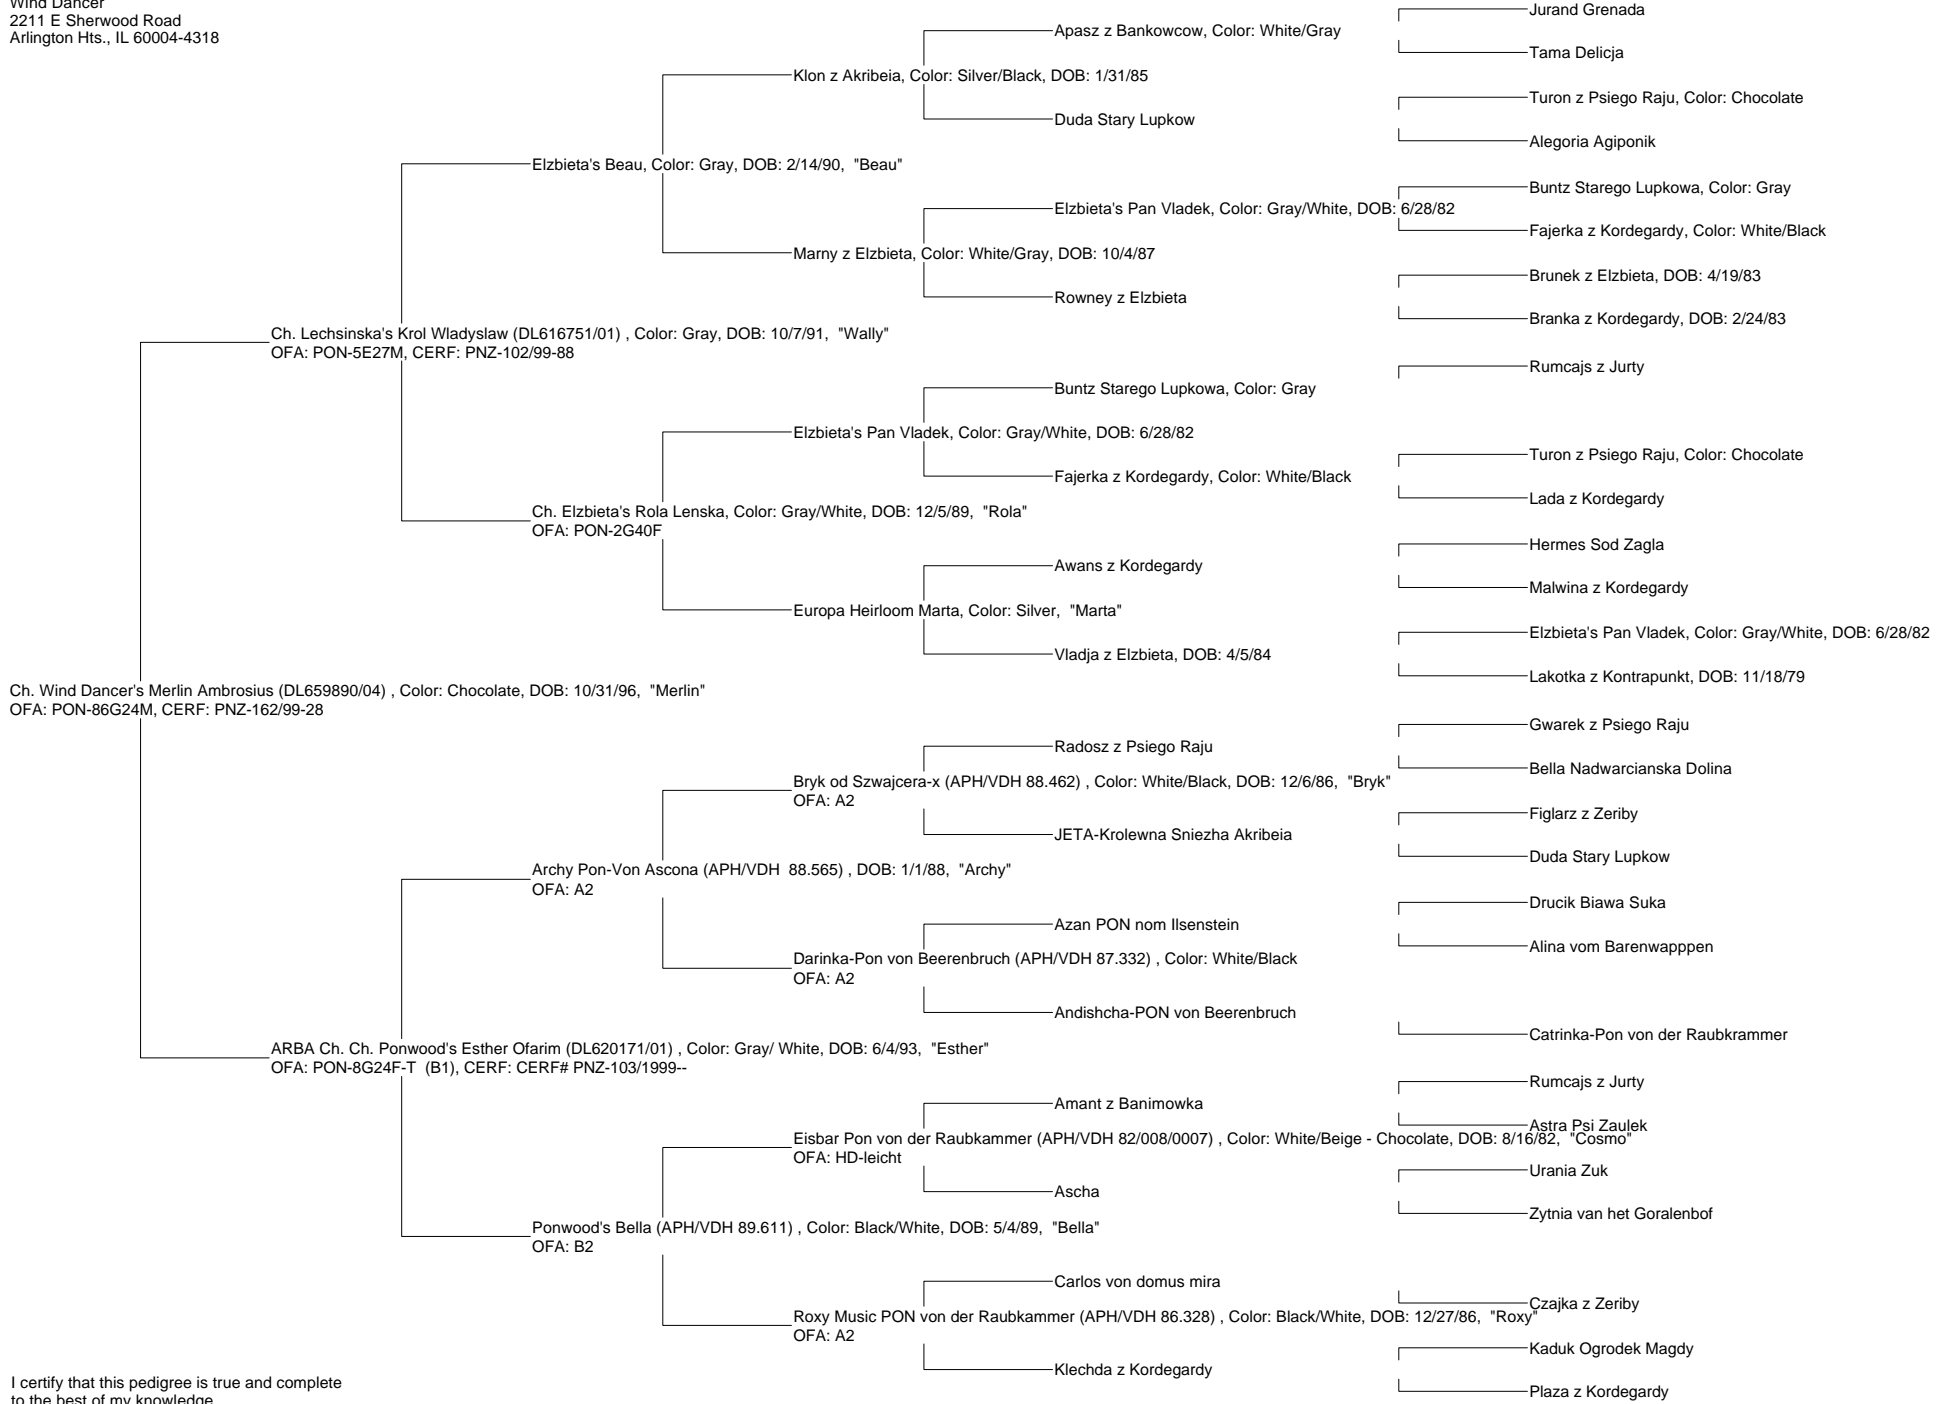 Wind Dancer
2211 E Sherwood Road
Arlington Hts., IL 60004-4318
Jurand Grenada
Apasz z Bankowcow, Color: White/Gray
Tama Delicja
Klon z Akribeia, Color: Silver/Black, DOB: 1/31/85
Turon z Psiego Raju, Color: Chocolate
Duda Stary Lupkow
Alegoria Agiponik
Elzbieta's Beau, Color: Gray, DOB: 2/14/90,  "Beau"
Buntz Starego Lupkowa, Color: Gray
Elzbieta's Pan Vladek, Color: Gray/White, DOB: 6/28/82
Fajerka z Kordegardy, Color: White/Black
Marny z Elzbieta, Color: White/Gray, DOB: 10/4/87
Brunek z Elzbieta, DOB: 4/19/83
Rowney z Elzbieta
Branka z Kordegardy, DOB: 2/24/83
Ch. Lechsinska's Krol Wladyslaw (DL616751/01) , Color: Gray, DOB: 10/7/91,  "Wally"
OFA: PON-5E27M, CERF: PNZ-102/99-88
Rumcajs z Jurty
Buntz Starego Lupkowa, Color: Gray
Elzbieta's Pan Vladek, Color: Gray/White, DOB: 6/28/82
Turon z Psiego Raju, Color: Chocolate
Fajerka z Kordegardy, Color: White/Black
Lada z Kordegardy
Ch. Elzbieta's Rola Lenska, Color: Gray/White, DOB: 12/5/89,  "Rola"
OFA: PON-2G40F
Hermes Sod Zagla
Awans z Kordegardy
Malwina z Kordegardy
Europa Heirloom Marta, Color: Silver,  "Marta"
Elzbieta's Pan Vladek, Color: Gray/White, DOB: 6/28/82
Vladja z Elzbieta, DOB: 4/5/84
Lakotka z Kontrapunkt, DOB: 11/18/79
Ch. Wind Dancer's Merlin Ambrosius (DL659890/04) , Color: Chocolate, DOB: 10/31/96,  "Merlin"
OFA: PON-86G24M, CERF: PNZ-162/99-28
Gwarek z Psiego Raju
Radosz z Psiego Raju
Bella Nadwarcianska Dolina
Bryk od Szwajcera-x (APH/VDH 88.462) , Color: White/Black, DOB: 12/6/86,  "Bryk"
OFA: A2
Figlarz z Zeriby
JETA-Krolewna Sniezha Akribeia
Duda Stary Lupkow
Archy Pon-Von Ascona (APH/VDH  88.565) , DOB: 1/1/88,  "Archy"
OFA: A2
Drucik Biawa Suka
Azan PON nom Ilsenstein
Alina vom Barenwapppen
Darinka-Pon von Beerenbruch (APH/VDH 87.332) , Color: White/Black
OFA: A2
Andishcha-PON von Beerenbruch
Catrinka-Pon von der Raubkrammer
ARBA Ch. Ch. Ponwood's Esther Ofarim (DL620171/01) , Color: Gray/ White, DOB: 6/4/93,  "Esther"
OFA: PON-8G24F-T  (B1), CERF: CERF# PNZ-103/1999--
Rumcajs z Jurty
Amant z Banimowka
Astra Psi Zaulek
Eisbar Pon von der Raubkammer (APH/VDH 82/008/0007) , Color: White/Beige - Chocolate, DOB: 8/16/82,  "Cosmo"
OFA: HD-leicht
Urania Zuk
Ascha
Zytnia van het Goralenbof
Ponwood's Bella (APH/VDH 89.611) , Color: Black/White, DOB: 5/4/89,  "Bella"
OFA: B2
Carlos von domus mira
Czajka z Zeriby
Roxy Music PON von der Raubkammer (APH/VDH 86.328) , Color: Black/White, DOB: 12/27/86,  "Roxy"
OFA: A2
Kaduk Ogrodek Magdy
Klechda z Kordegardy
Plaza z Kordegardy
I certify that this pedigree is true and complete
to the best of my knowledge